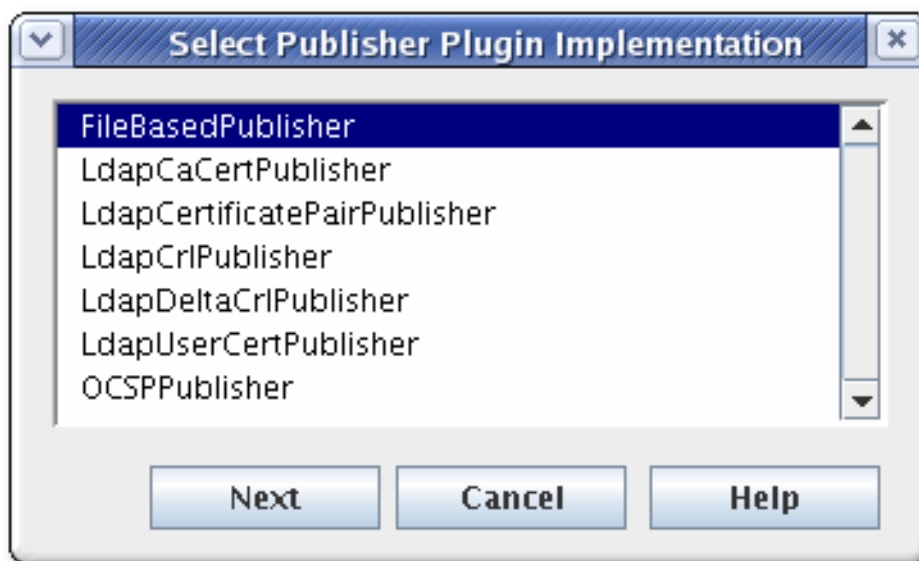 Select Publisher Plugin Implementation
FileBasedPublisher
LdapCaCertPublisher
LdapCertificatePairPublisher
LdapCrlPublisher
LdapDeltaCrlPublisher
LdapUserCertPublisher
OCSPPublisher
Next Cancel Help